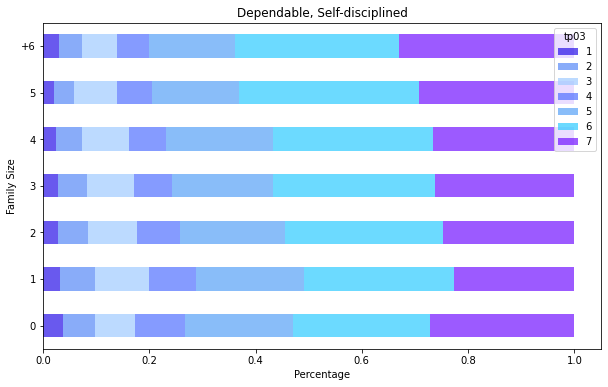 Dependable, Self-disciplined
tp03
1
2
3
4
5
6
7
Family Size
+6
5
4
3
2
1
0
0.0 0.2 0.4 0.6 0.8 1.0
Percentage